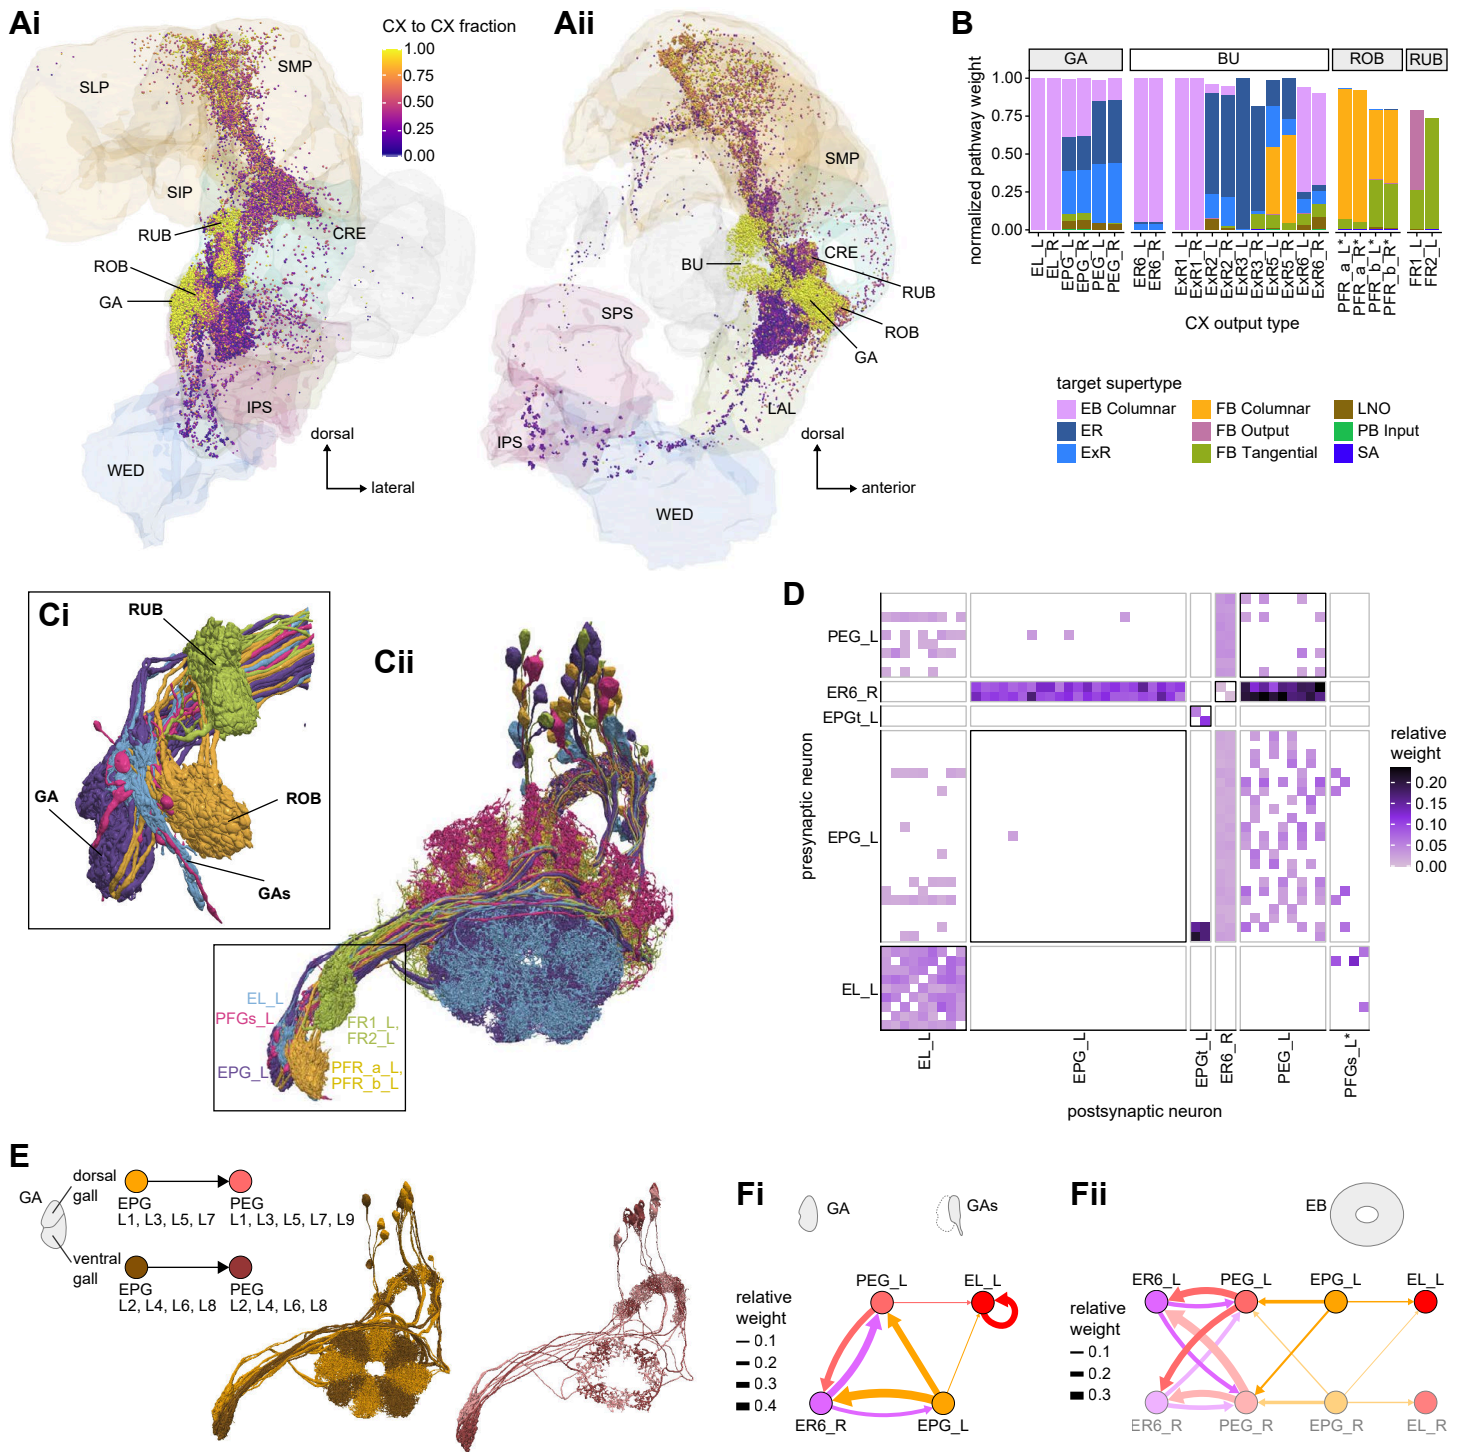 Ai
CX to CX fraction
1.00
0.75
0.50
0.25
0.00
SLP
SMP
SIP
RUB
CRE
ROB
GA
IPS
WED
dorsal
lateral
Aii
SMP
BU
CRE
RUB
SPS
ROB
GA
LAL
IPS
WED
dorsal
anterior
B
GA
BU
ROB
RUB
normalized pathway weight
1.00
0.75
0.50
0.25
0.00
EL_L
EL_R
EPG_L
EPG_R
PEG_L
PEG_R
ER6_L
ER6_R
ExR1_L
ExR1_R
ExR2_L
ExR2_R
ExR3_L
ExR3_R
ExR5_L
ExR5_R
ExR6_L
ExR6_R
PFR_a_L*
PFR_a_R*
PFR_b_L*
PFR_b_R*
FR1_L
FR2_L
CX output type
target supertype
EB Columnar
ER
ExR
FB Columnar
FB Output
FB Tangential
LNO
PB Input
SA
Ci
RUB
GA
ROB
GAs
Cii
EL_L
PFGs_L
EPG_L
FR1_L,
FR2_L
PFR_a_L,
PFR_b_L
D
presynaptic neuron
PEG_L
ER6_R
EPGt_L
EPG_L
EL_L
EL_L
EPG_L
EPGt_L
ER6_R
PEG_L
PFGs_L*
postsynaptic neuron
relative
weight
0.20
0.15
0.10
0.05
0.00
E
GA
dorsal
gall
EPG
L1, L3, L5, L7
PEG
L1, L3, L5, L7, L9
ventral
gall
EPG
L2, L4, L6, L8
PEG
L2, L4, L6, L8
Fi
GA
GAs
relative
weight
0.1
0.2
0.3
0.4
PEG_L
EL_L
ER6_R
EPG_L
Fii
EB
relative
weight
0.1
0.2
0.3
ER6_L
PEG_L
EPG_L
EL_L
ER6_R
PEG_R
EPG_R
EL_R